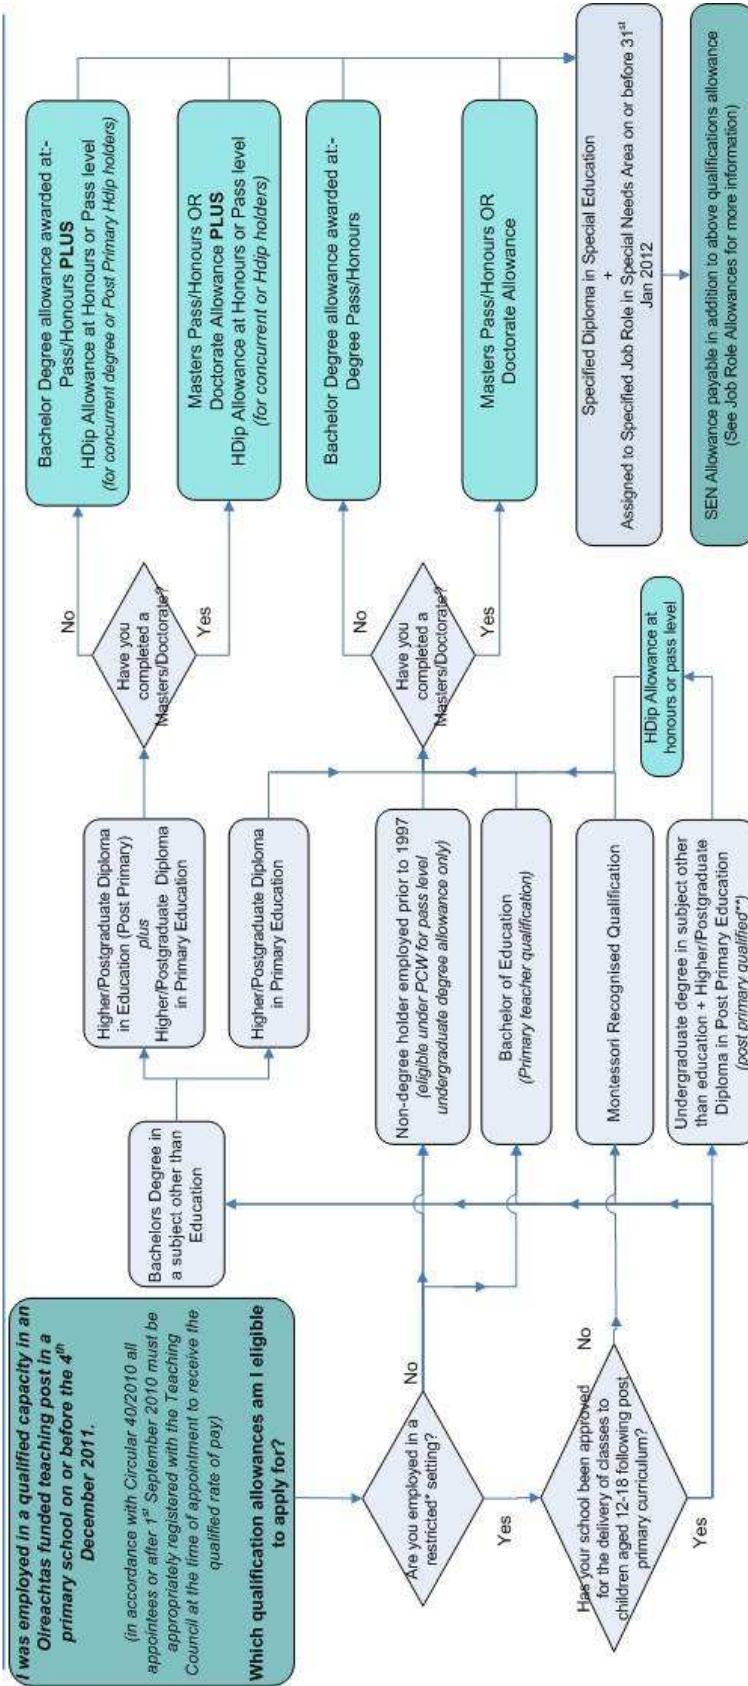 I was employed in a qualified capacity in an
Oireachtas funded teaching post in a
primary school on or before the 4th
December 2011.
(in accordance with Circular 40/2010 all
appointees or after 1st September 2010 must be
appropriately registered with the Teaching
Council at the time of appointment to receive the
qualified rate of pay)
Which qualification allowances am I eligible
to apply for?
Are you employed in a
restricted* setting?
No
Yes
Has your school been approved
for the delivery of classes to
children aged 12-18 following post
primary curriculum?
No
Yes
Bachelors Degree in
a subject other than
Education
Higher/Postgraduate Diploma
in Education (Post Primary)
plus
Higher/Postgraduate Diploma
in Primary Education
Higher/Postgraduate Diploma
in Primary Education
Non-degree holder employed prior to 1997
(eligible under PCW for pass level
undergraduate degree allowance only)
Bachelor of Education
(Primary teacher qualification)
Montessori Recognised Qualification
Undergraduate degree in subject other
than education + Higher/Postgraduate
Diploma in Post Primary Education
(post primary qualified**)
HDip Allowance at
honours or pass level
Have you
completed a
Masters/Doctorate?
No
Yes
Have you
completed a
Masters/Doctorate?
No
Yes
Bachelor Degree allowance awarded at:-
Pass/Honours PLUS
HDip Allowance at Honours or Pass level
(for concurrent degree or Post Primary Hdip holders)
Masters Pass/Honours OR
Doctorate Allowance PLUS
HDip Allowance at Honours or Pass level
(for concurrent or Hdip holders)
Bachelor Degree allowance awarded at:-
Degree Pass/Honours
Masters Pass/Honours OR
Doctorate Allowance
Specified Diploma in Special Education
+
Assigned to Specified Job Role in Special Needs Area on or before 31st
Jan 2012
SEN Allowance payable in addition to above qualifications allowance
(See Job Role Allowances for more information)